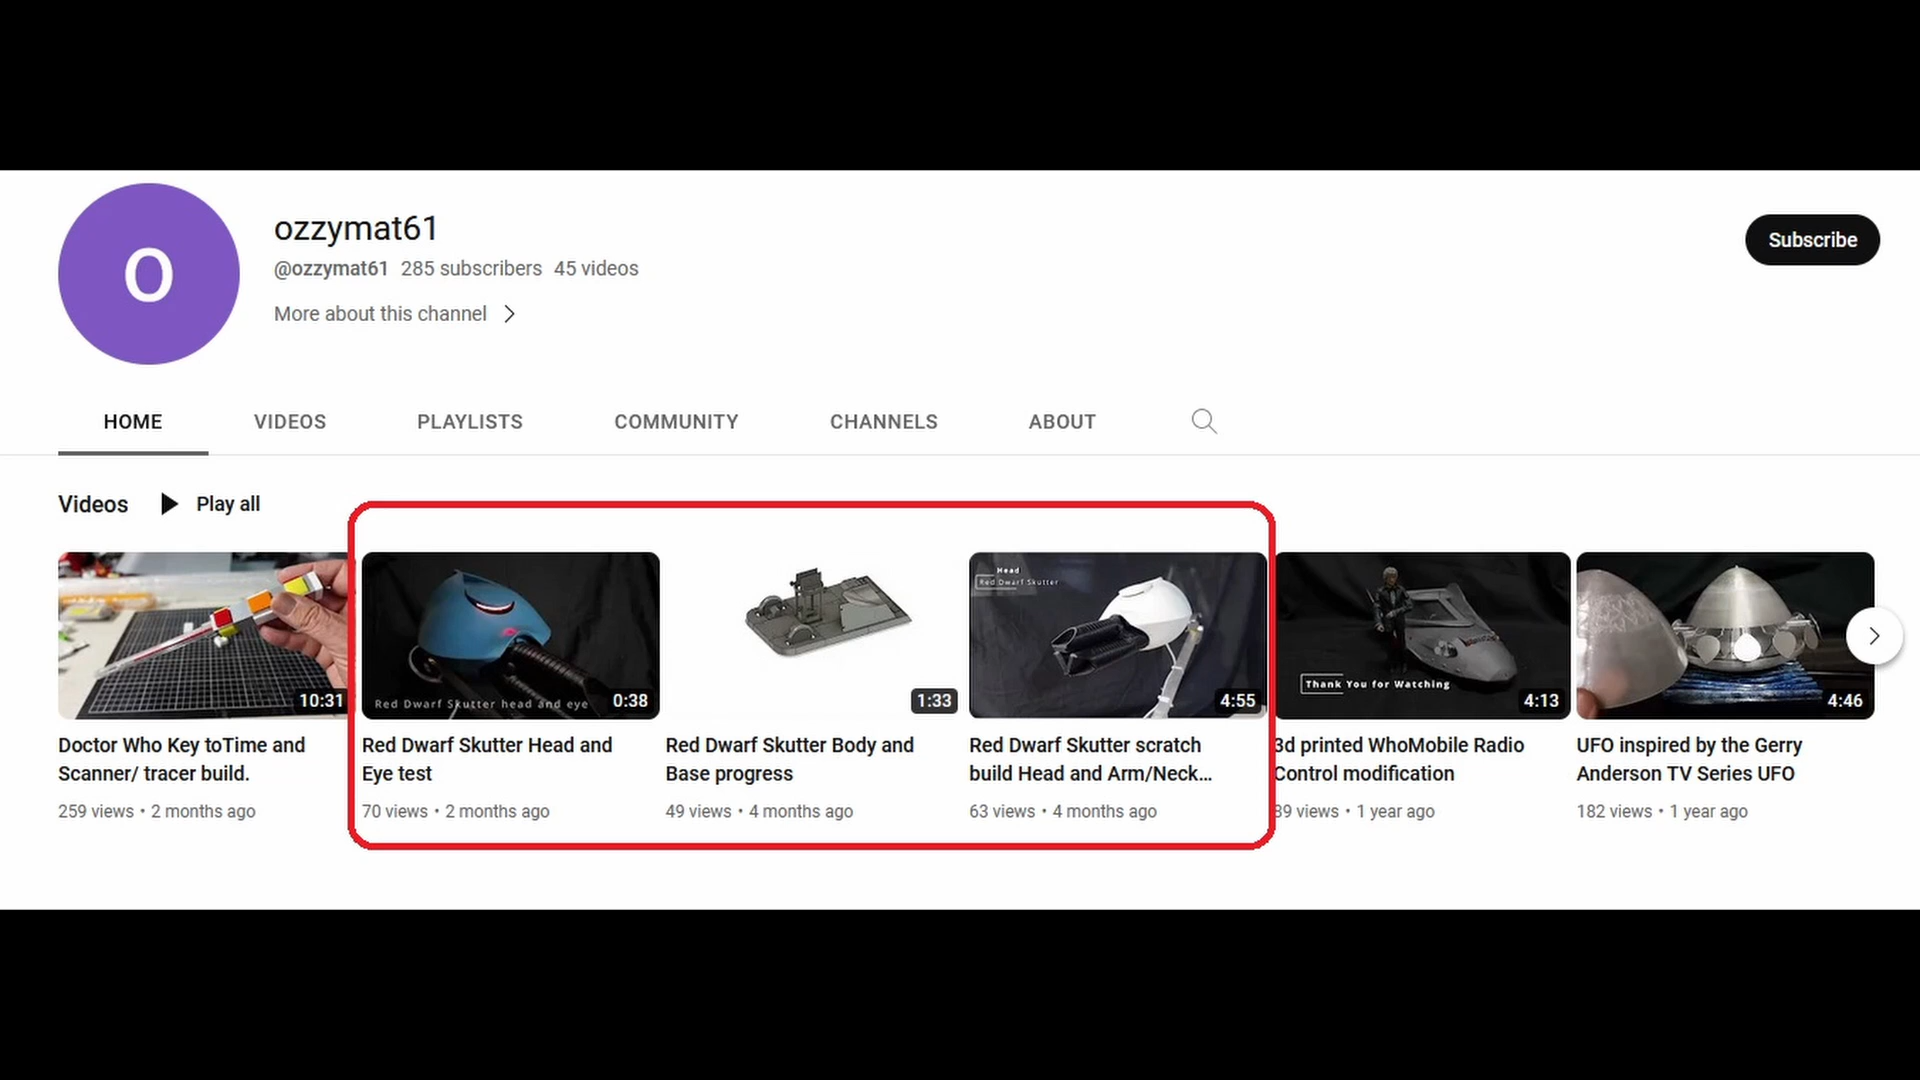 O
ozzymat61
@ozzymat61 285 subscribers 45 videos
More about this channel
Subscribe
HOME VIDEOS PLAYLISTS COMMUNITY CHANNELS ABOUT
Videos Play all
10:31
Red Dwarf Skutter head and eye
0:38
1:33
Head
Red Dwarf Skutter
4:55
Thank You for Watching
4:13
4:46
Doctor Who Key toTime and
Scanner/ tracer build.
259 views • 2 months ago
Red Dwarf Skutter Head and
Eye test
70 views • 2 months ago
Red Dwarf Skutter Body and
Base progress
49 views • 4 months ago
Red Dwarf Skutter scratch
build Head and Arm/Neck...
63 views • 4 months ago
3d printed WhoMobile Radio
Control modification
89 views • 1 year ago
UFO inspired by the Gerry
Anderson TV Series UFO
182 views • 1 year ago